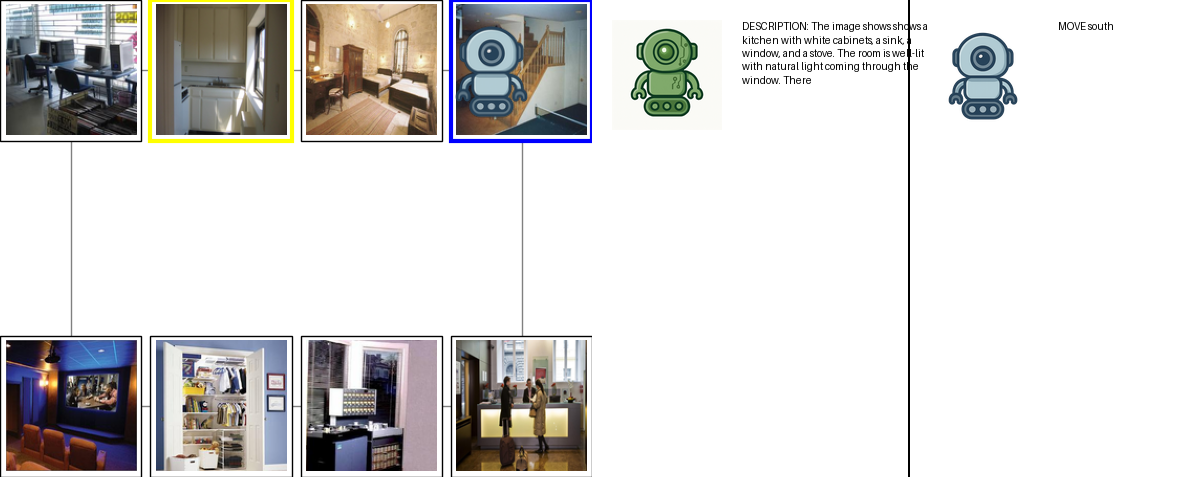 DESCRIPTION: The image shows shows a
kitchen with white cabinets, a sink, a
window, and a stove. The room is well-lit
with natural light coming through the
window. There
MOVE south